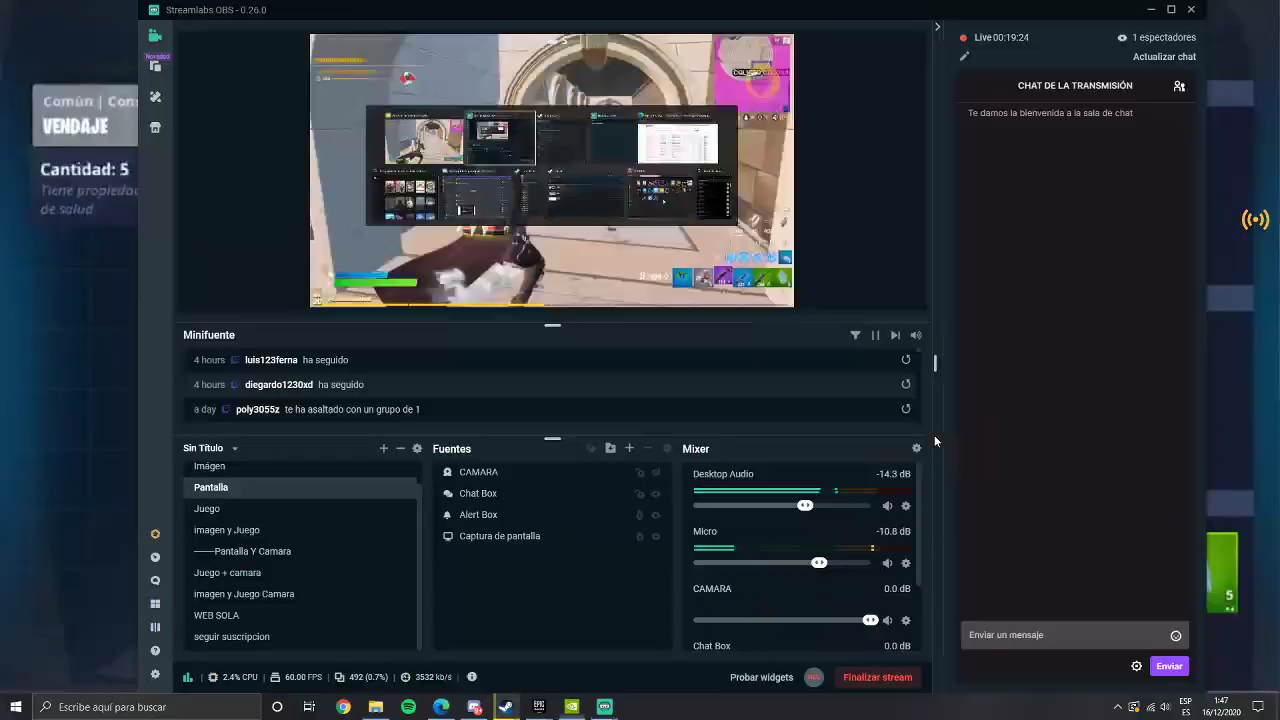 Streamlabs OBS - 0.26.0
Live 00:19:24
1 espectadores
Actualizar chat
CHAT DE LA TRANSMISIÓN
Te damos la bienvenida a la sala de chat
Novedad
Común | Cons
VENDAJE
Cantidad: 5
Tiene propiedad
de salud
Minifuente
4 hours luis123ferna ha seguido
4 hours diegardo1230xd ha seguido
a day poly3055z te ha asaltado con un grupo de 1
Sin Título
Imágen
Pantalla
Juego
imagen y Juego
-------Pantalla Y Camara
Juego + camara
imagen y Juego Camara
WEB SOLA
seguir suscripcion
Fuentes
CAMARA
Chat Box
Alert Box
Captura de pantalla
Mixer
Desktop Audio -14.3 dB
Micro -10.8 dB
CAMARA 0.0 dB
Chat Box 0.0 dB
5
Enviar un mensaje
Enviar
2.4% CPU
60.00 FPS
492 (0.7%)
3532 kb/s
Probar widgets
REC
Finalizar stream
Escribe aquí para buscar
EPIC
ESP
ES
1:47
16/12/2020